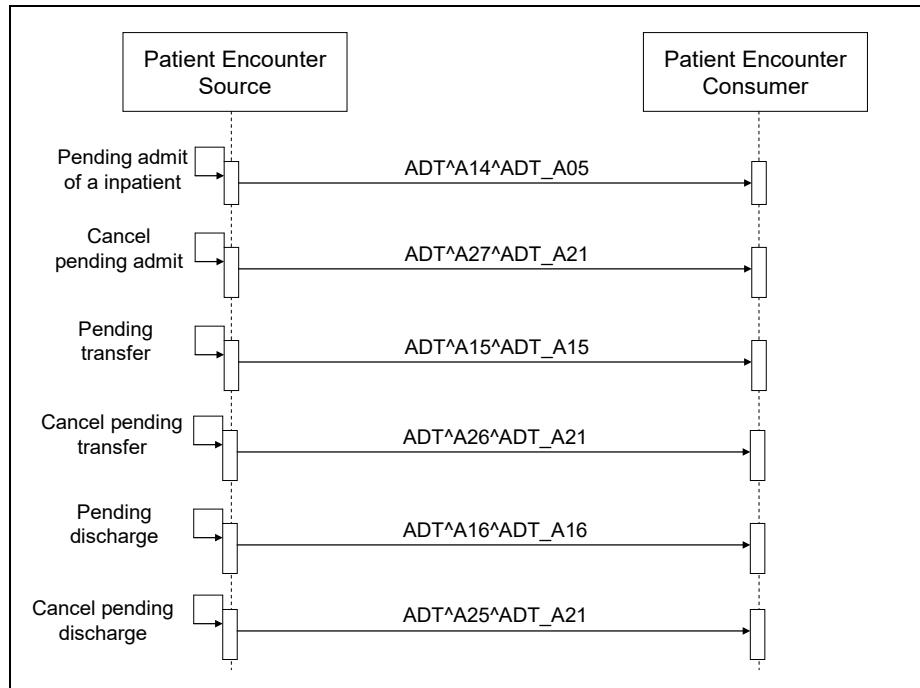 Patient Encounter
Source
Patient Encounter
Consumer
Pending admit
of a inpatient
ADT^A14^ADT_A05
Cancel
pending admit
ADT^A27^ADT_A21
Pending
transfer
ADT^A15^ADT_A15
Cancel pending
transfer
ADT^A26^ADT_A21
Pending
discharge
ADT^A16^ADT_A16
Cancel pending
discharge
ADT^A25^ADT_A21